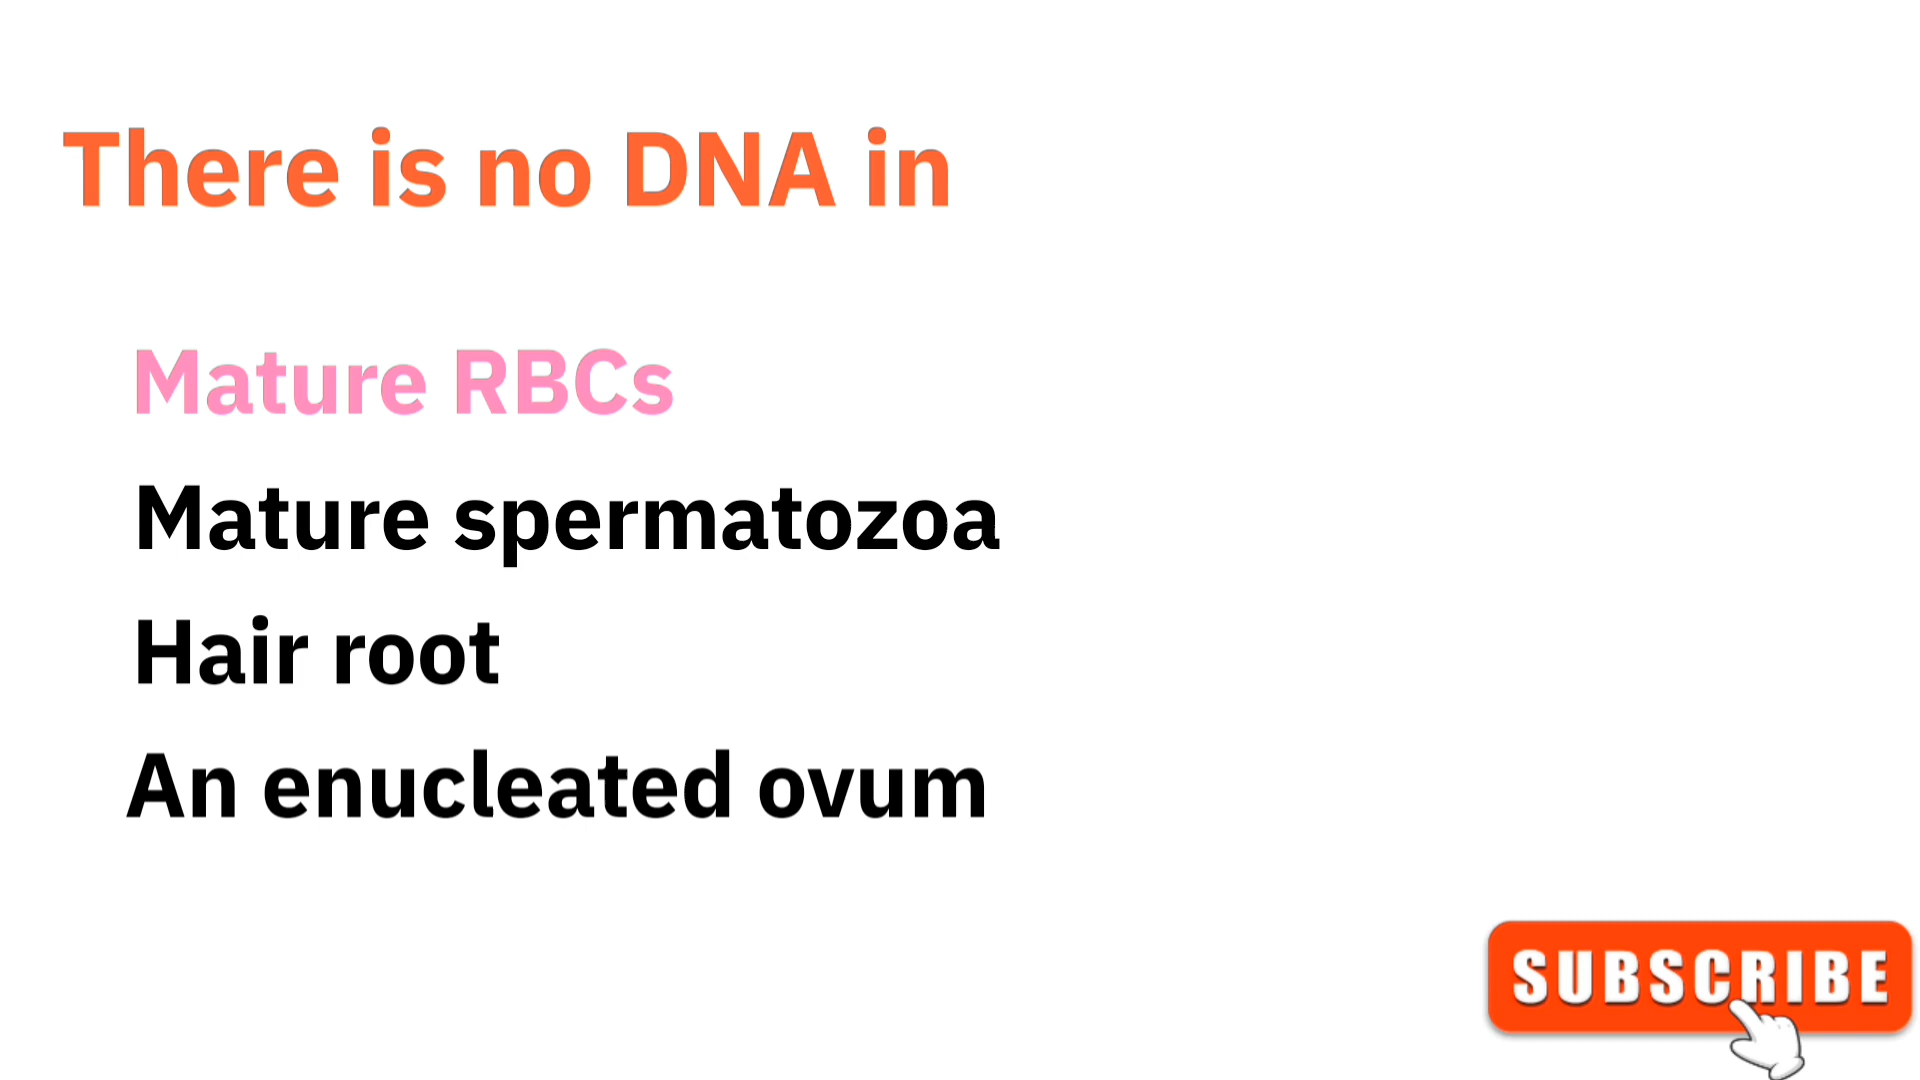 There is no DNA in
Mature RBCs
Mature spermatozoa
Hair root
An enucleated ovum
SUBSCRIBE